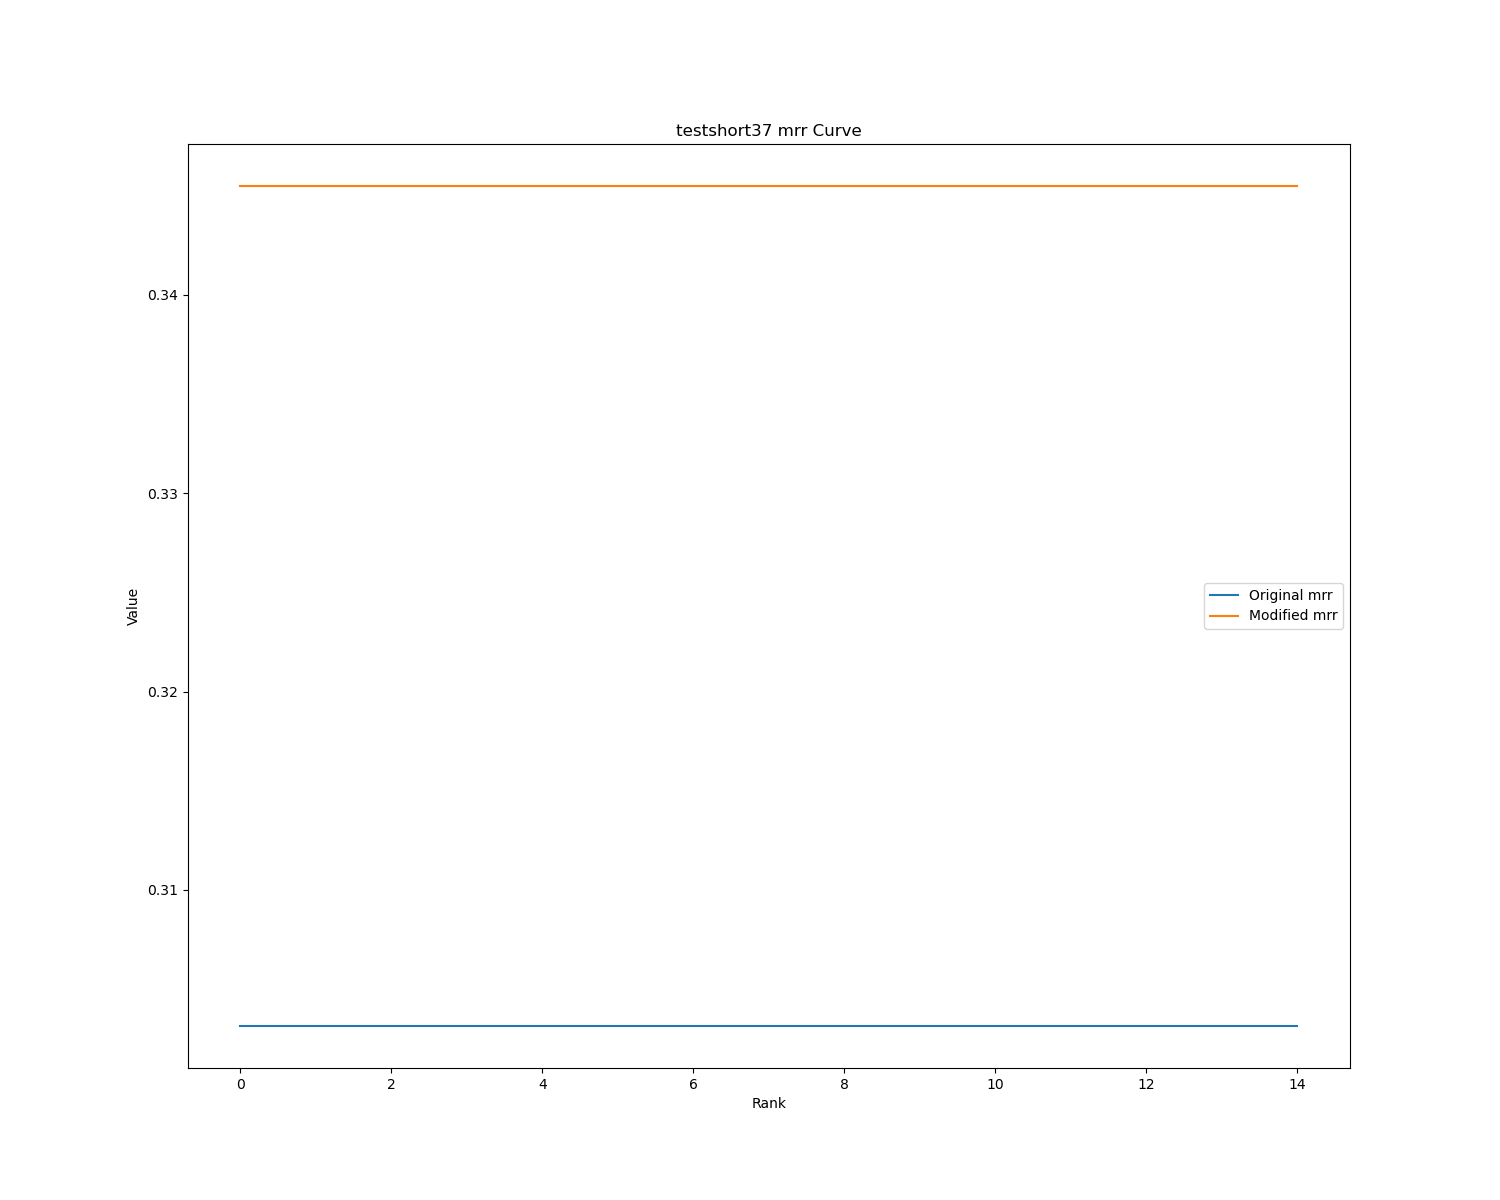 testshort37 mrr Curve
0.34
0.33
0.32
0.31
Value
Original mrr
Modified mrr
0 2 4 6 8 10 12 14
Rank